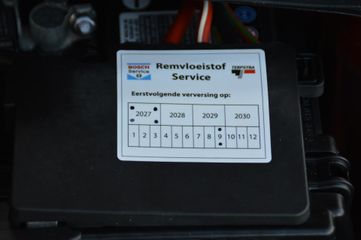 BOSCH
Service
Remvloeistof
Service
TERPSTRA
Eerstvolgende verversing op:
2027 2028 2029 2030
1 2 3 4 5 6 7 8 9 10 11 12